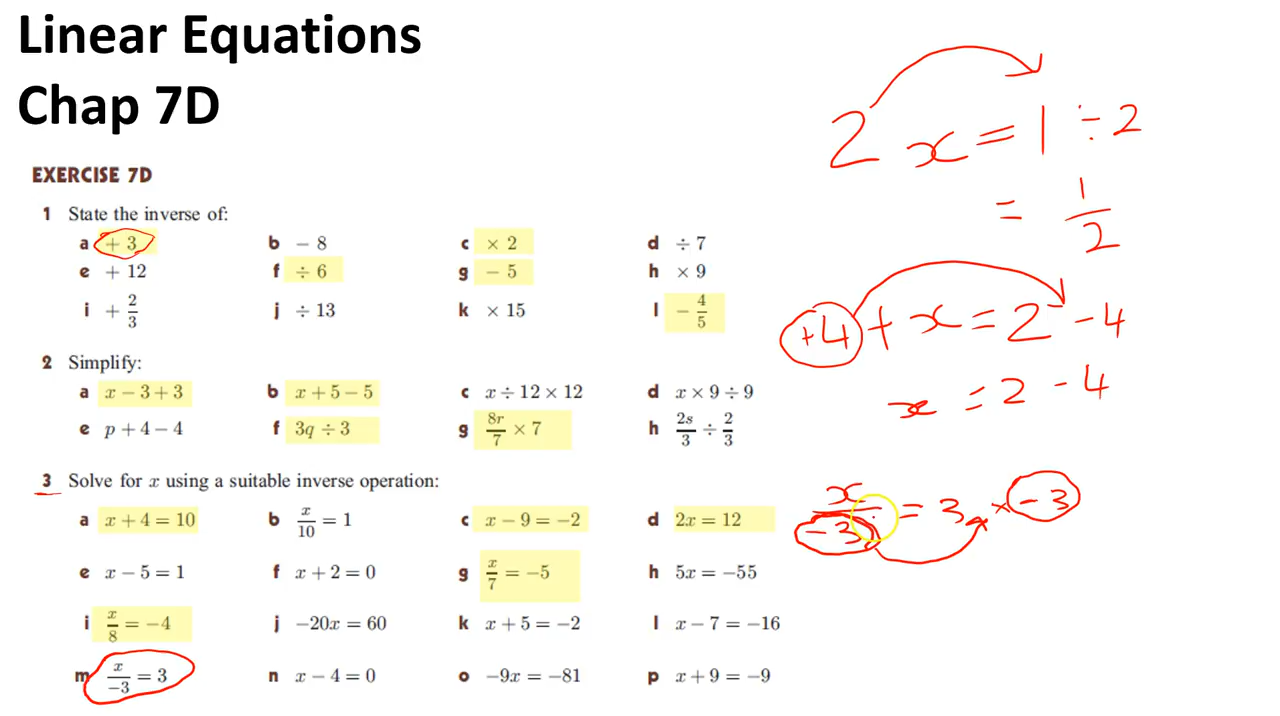 Linear Equations
Chap 7D
EXERCISE 7D
1 State the inverse of:
a + 3 b − 8 c × 2 d ÷ 7
e + 12 f ÷ 6 g − 5 h × 9
i + 2/3 j ÷ 13 k × 15 l − 4/5
2 Simplify:
a x − 3 + 3 b x + 5 − 5 c x ÷ 12 × 12 d x × 9 ÷ 9
e p + 4 − 4 f 3q ÷ 3 g 8r/7 × 7 h 2s/3 ÷ 2/3
3 Solve for x using a suitable inverse operation:
a x + 4 = 10 b x/10 = 1 c x − 9 = −2 d 2x = 12
e x − 5 = 1 f x + 2 = 0 g x/7 = −5 h 5x = −55
i x/8 = −4 j −20x = 60 k x + 5 = −2 l x − 7 = −16
m x/−3 = 3 n x − 4 = 0 o −9x = −81 p x + 9 = −9
2x = 1 ÷ 2
= 1/2
+4 + x = 2 − 4
x = 2 − 4
x/−3 = 3 × −3